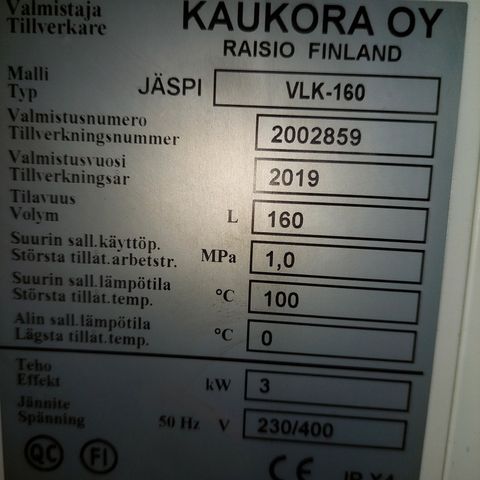 Valmistaja
Tillverkare
KAUKORA OY
RAISIO FINLAND
Malli
Typ
JÄSPI
VLK-160
Valmistusnumero
Tillverkningsnummer
2002859
Valmistusvuosi
Tillverkningsår
2019
Tilavuus
Volym
L
160
Suurin sall.käyttöp.
Största tillåt.arbetstr.
MPa
1,0
Suurin sall.lämpötila
Största tillåt.temp.
°C
100
Alin sall.lämpötila
Lägsta tillåt.temp.
°C
0
Teho
Effekt
kW
3
Jännite
Spänning
50 Hz V
230/400
QC
FI
CE